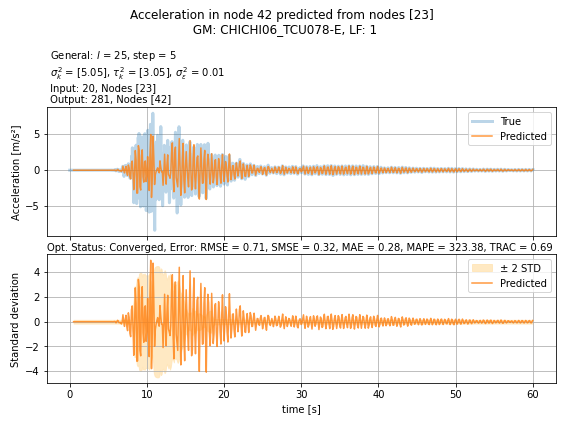 Acceleration in node 42 predicted from nodes [23]
GM: CHICHI06_TCU078-E, LF: 1
General: l = 25, step = 5
σ²ₖ = [5.05], τ²ₖ = [3.05], σ²ε = 0.01
Input: 20, Nodes [23]
Output: 281, Nodes [42]
Acceleration [m/s²]
5
0
−5
True
Predicted
Opt. Status: Converged, Error: RMSE = 0.71, SMSE = 0.32, MAE = 0.28, MAPE = 323.38, TRAC = 0.69
Standard deviation
4
2
0
−2
−4
± 2 STD
Predicted
0 10 20 30 40 50 60
time [s]